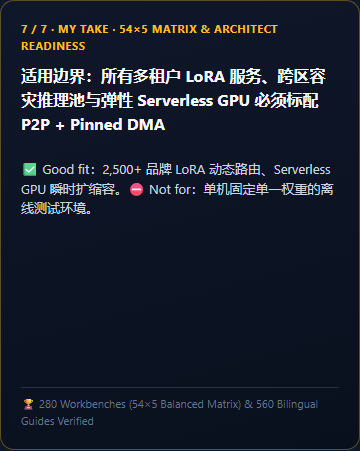 7 / 7 · MY TAKE · 54×5 MATRIX & ARCHITECT
READINESS
适用边界：所有多租户 LoRA 服务、跨区容
灾推理池与弹性 Serverless GPU 必须标配
P2P + Pinned DMA
✅ Good fit：2,500+ 品牌 LoRA 动态路由、Serverless
GPU 瞬时扩缩容。⛔ Not for：单机固定单一权重的离
线测试环境。
🏆 280 Workbenches (54×5 Balanced Matrix) & 560 Bilingual
Guides Verified